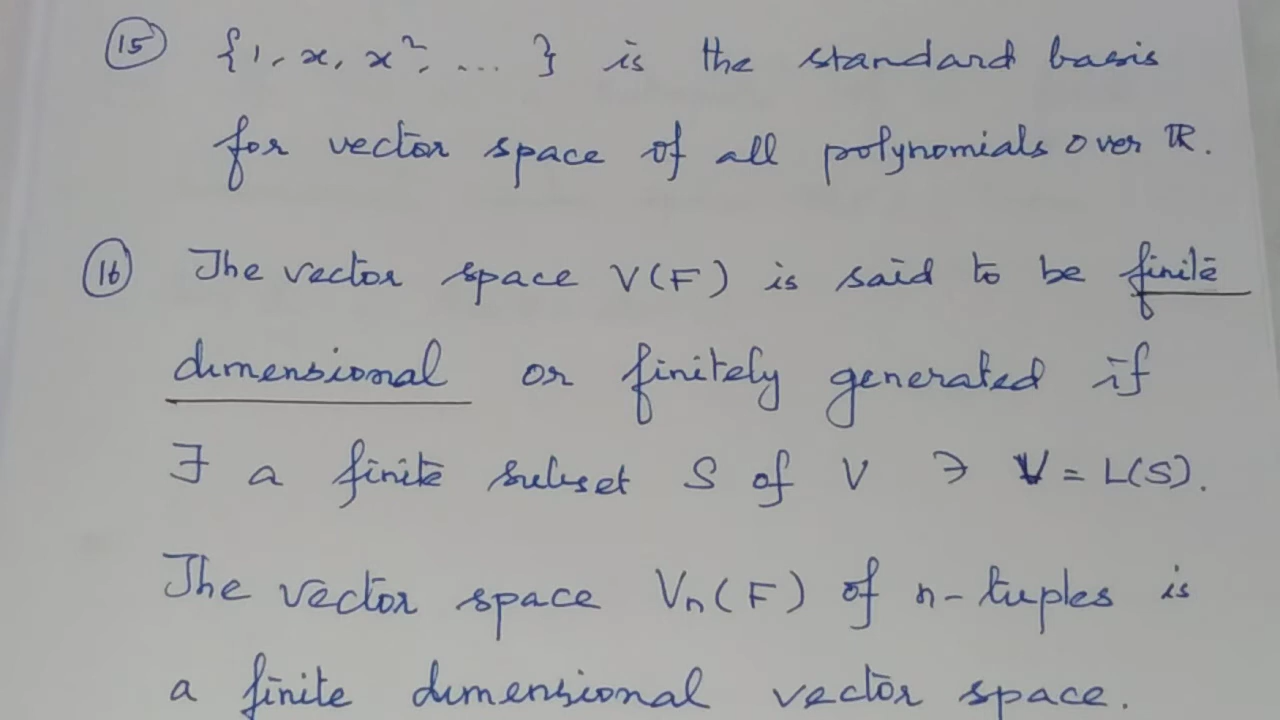 (15) {1, x, x², ... } is the standard basis
for vector space of all polynomials over ℝ.
(16) The vector space V(F) is said to be finite
dimensional or finitely generated if
∃ a finite subset S of V ∋ V = L(S).
The vector space Vₙ(F) of n-tuples is
a finite dimensional vector space.